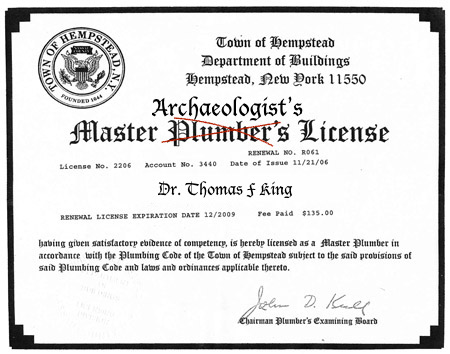 TOWN OF HEMPSTEAD, N.Y.
FOUNDED 1644
Town of Hempstead
Department of Buildings
Hempstead, New York 11550
Archaeologist's
Master Plumber's License
RENEWAL NO. R061
License No. 2206 Account No. 3440 Date of Issue 11/21/06
Dr. Thomas F King
RENEWAL LICENSE EXPIRATION DATE 12/2009 Fee Paid $135.00
having given satisfactory evidence of competency, is hereby licensed as a Master Plumber in
accordance with the Plumbing Code of the Town of Hempstead subject to the said provisions of
said Plumbing Code and laws and ordinances applicable thereto.
John D.
Chairman Plumber's Examining Board